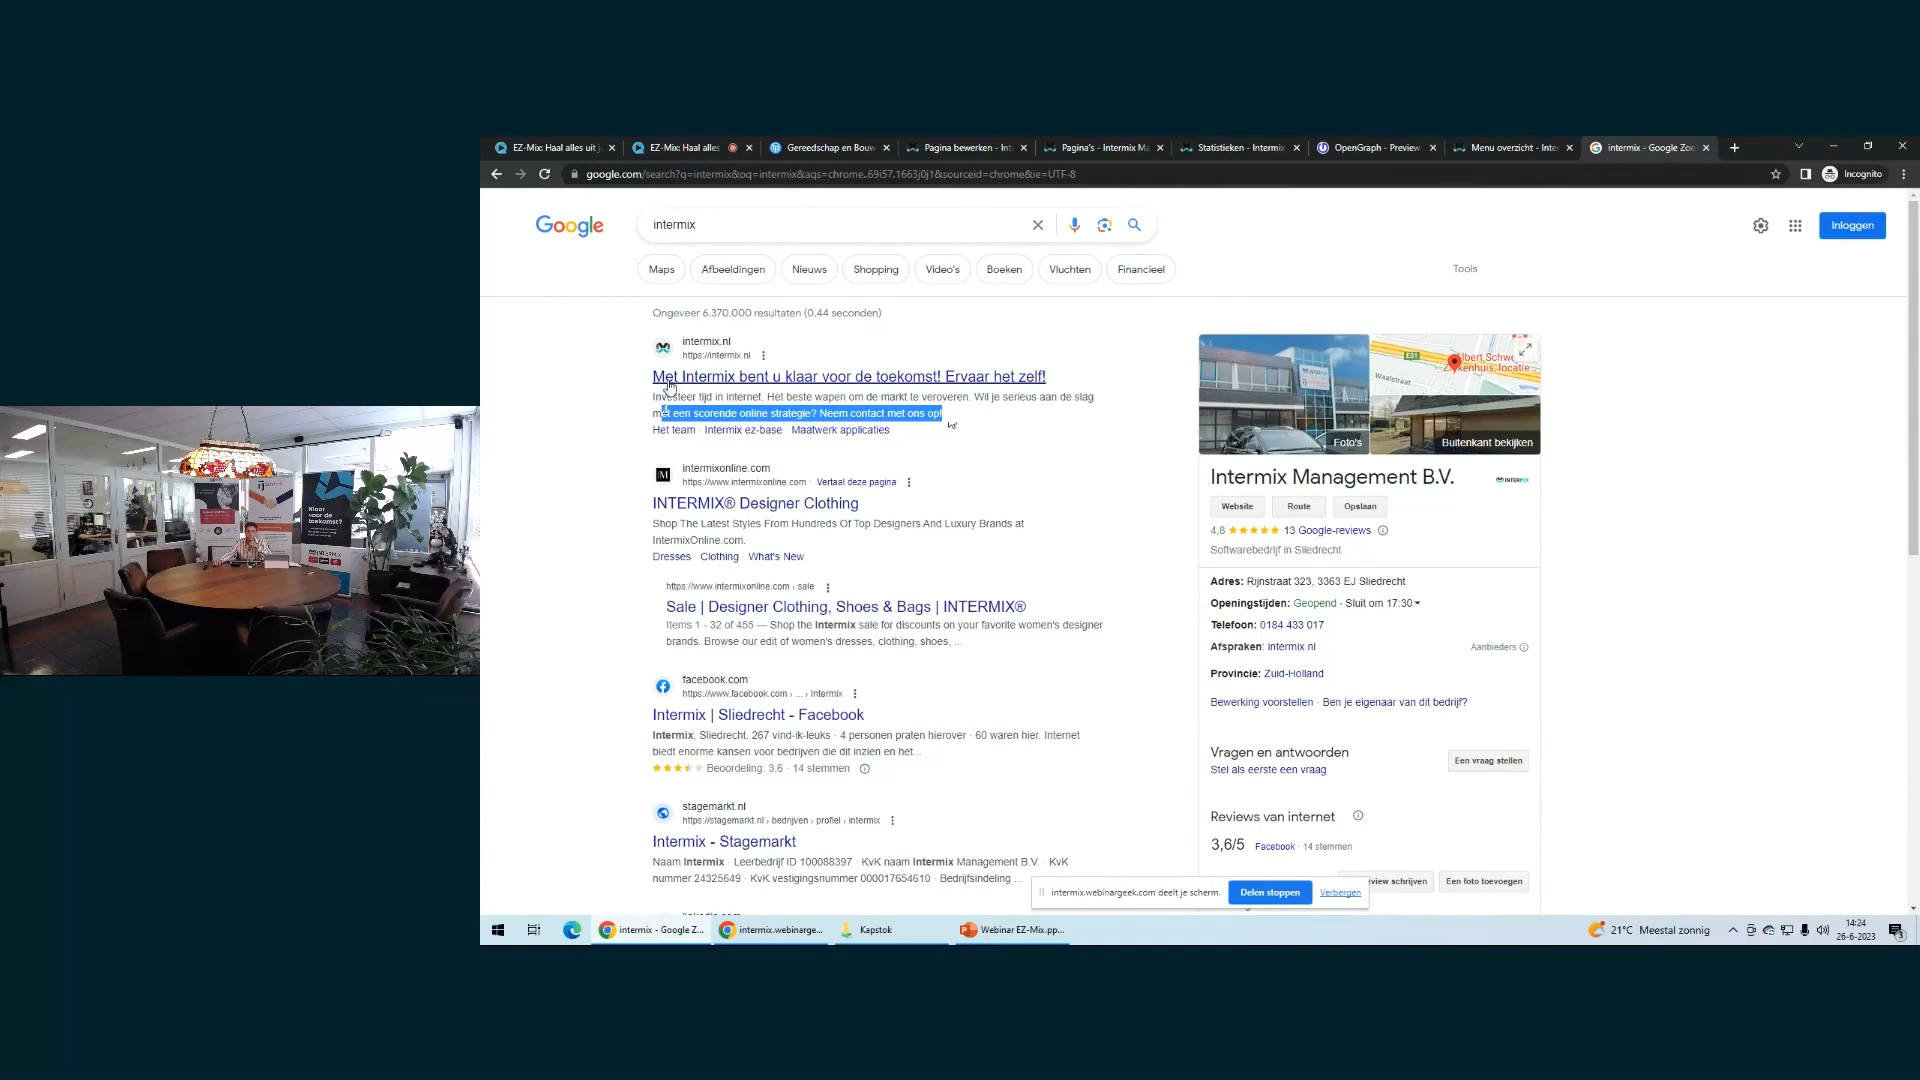 EZ-Mix: Haal alles uit j
EZ-Mix: Haal alles
Gereedschap en Bouw
Pagina bewerken - Int
Pagina's - Intermix Ma
Statistieken - Intermix
OpenGraph - Preview
Menu overzicht - Inte
intermix - Google Zoe
google.com/search?q=intermix&oq=intermix&aqs=chrome..69i57.1663j0j1&sourceid=chrome&ie=UTF-8
Incognito
Google
intermix
Inloggen
Maps
Afbeeldingen
Nieuws
Shopping
Video's
Boeken
Vluchten
Financieel
Tools
Ongeveer 6.370.000 resultaten (0,44 seconden)
intermix.nl
https://intermix.nl
Met Intermix bent u klaar voor de toekomst! Ervaar het zelf!
Investeer tijd in internet. Het beste wapen om de markt te veroveren. Wil je serieus aan de slag
met een scorende online strategie? Neem contact met ons op!
Het team · Intermix ez-base · Maatwerk applicaties
intermixonline.com
https://www.intermixonline.com · Vertaal deze pagina
INTERMIX® Designer Clothing
Shop The Latest Styles From Hundreds Of Top Designers And Luxury Brands at
IntermixOnline.com.
Dresses · Clothing · What's New
https://www.intermixonline.com › sale
Sale | Designer Clothing, Shoes & Bags | INTERMIX®
Items 1 - 32 of 455 — Shop the Intermix sale for discounts on your favorite women's designer
brands. Browse our edit of women's dresses, clothing, shoes, ...
facebook.com
https://www.facebook.com › ... › Intermix
Intermix | Sliedrecht - Facebook
Intermix, Sliedrecht. 267 vind-ik-leuks · 4 personen praten hierover · 60 waren hier. Internet
biedt enorme kansen voor bedrijven die dit inzien en het...
Beoordeling: 3,6 · 14 stemmen
stagemarkt.nl
https://stagemarkt.nl › bedrijven › profiel › intermix
Intermix - Stagemarkt
Naam Intermix · Leerbedrijf ID 100088397 · KvK naam Intermix Management B.V. · KvK
nummer 24325649 · KvK vestigingsnummer 000017654610 · Bedrijfsindeling ...
E31
Albert Schwe
Ziekenhuis, locatie...
Waalstraat
Foto's
Buitenkant bekijken
Intermix Management B.V.
INTERMIX
Website
Route
Opslaan
4,8
13 Google-reviews
Softwarebedrijf in Sliedrecht
Adres: Rijnstraat 323, 3363 EJ Sliedrecht
Openingstijden: Geopend · Sluit om 17:30
Telefoon: 0184 433 017
Afspraken: intermix.nl
Aanbieders
Provincie: Zuid-Holland
Bewerking voorstellen · Ben je eigenaar van dit bedrijf?
Vragen en antwoorden
Stel als eerste een vraag
Een vraag stellen
Reviews van internet
3,6/5
Facebook · 14 stemmen
eview schrijven
Een foto toevoegen
intermix.webinargeek.com deelt je scherm.
Delen stoppen
Verbergen
Klaar
voor de
toekomst?
INTERMIX
intermix - Google Z...
intermix.webinarge...
Kapstok
Webinar EZ-Mix.pp...
21°C Meestal zonnig
14:24
26-6-2023
3